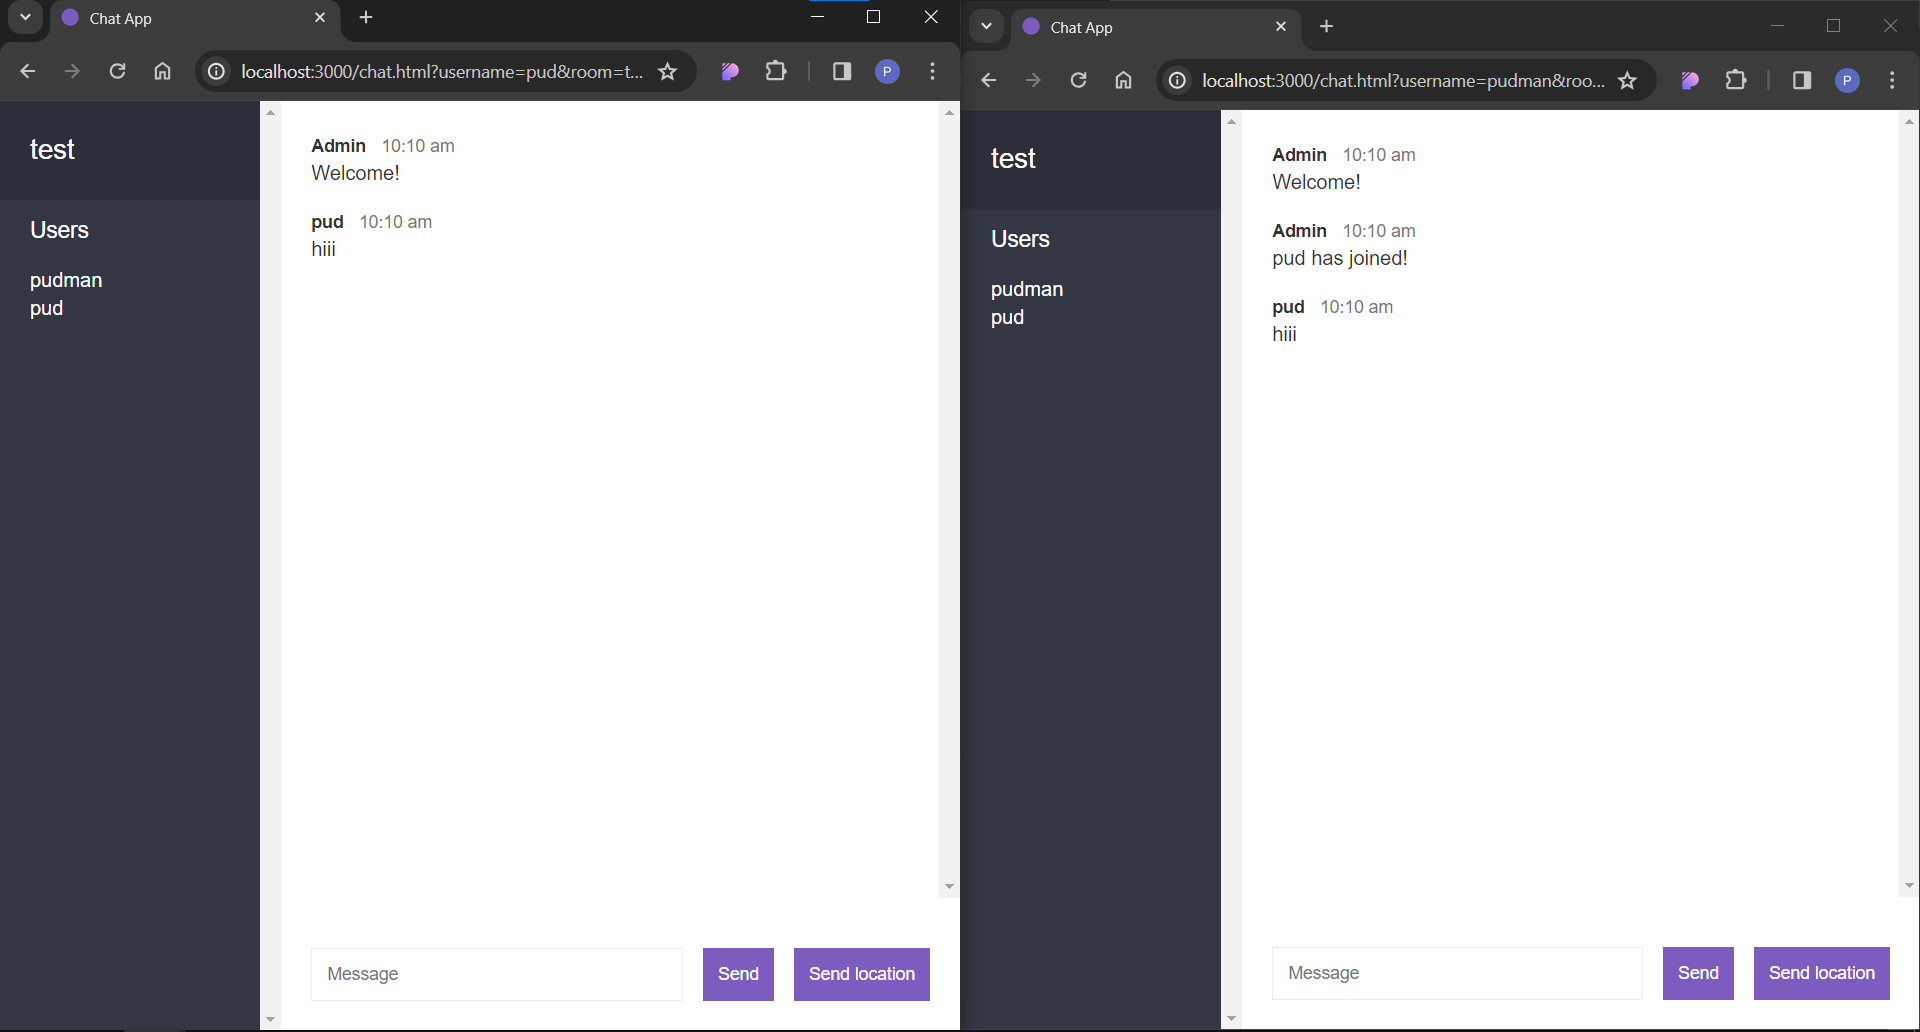 Chat App
localhost:3000/chat.html?username=pud&room=t...
P
test
Users
pudman
pud
Admin 10:10 am
Welcome!
pud 10:10 am
hiii
Message
Send
Send location
Chat App
localhost:3000/chat.html?username=pudman&roo...
P
test
Users
pudman
pud
Admin 10:10 am
Welcome!
Admin 10:10 am
pud has joined!
pud 10:10 am
hiii
Message
Send
Send location